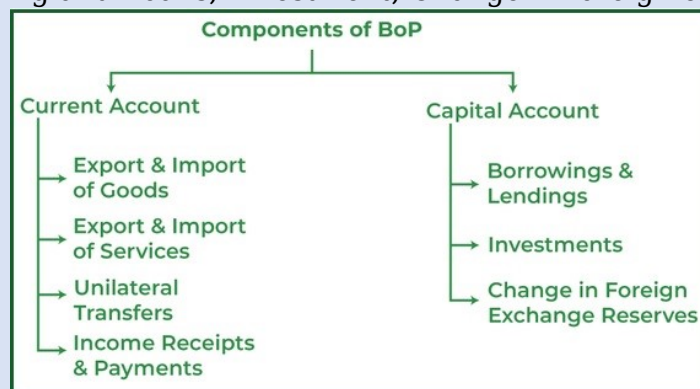 Components of BoP
Current Account
Export & Import
of Goods
Export & Import
of Services
Unilateral
Transfers
Income Receipts
& Payments
Capital Account
Borrowings &
Lendings
Investments
Change in Foreign
Exchange Reserves